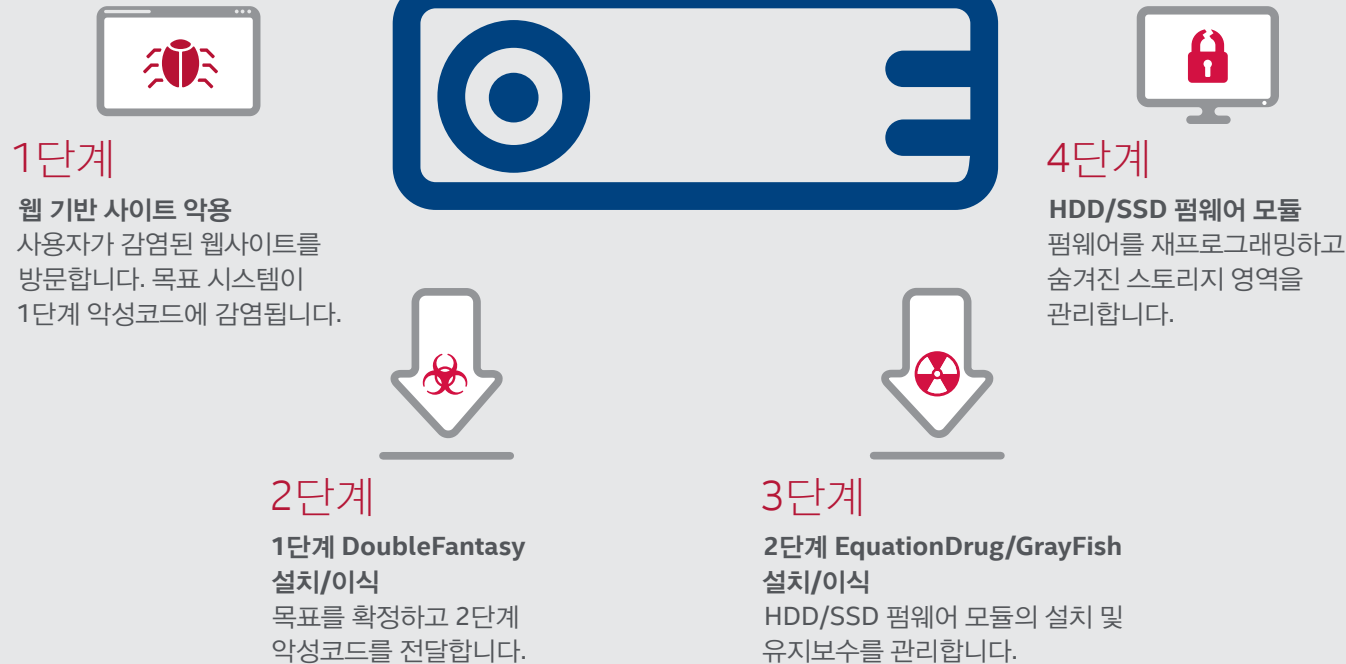 1단계
웹 기반 사이트 악용
사용자가 감염된 웹사이트를
방문합니다. 목표 시스템이
1단계 악성코드에 감염됩니다.
2단계
1단계 DoubleFantasy
설치/이식
목표를 확정하고 2단계
악성코드를 전달합니다.
3단계
2단계 EquationDrug/GrayFish
설치/이식
HDD/SSD 펌웨어 모듈의 설치 및
유지보수를 관리합니다.
4단계
HDD/SSD 펌웨어 모듈
펌웨어를 재프로그래밍하고
숨겨진 스토리지 영역을
관리합니다.